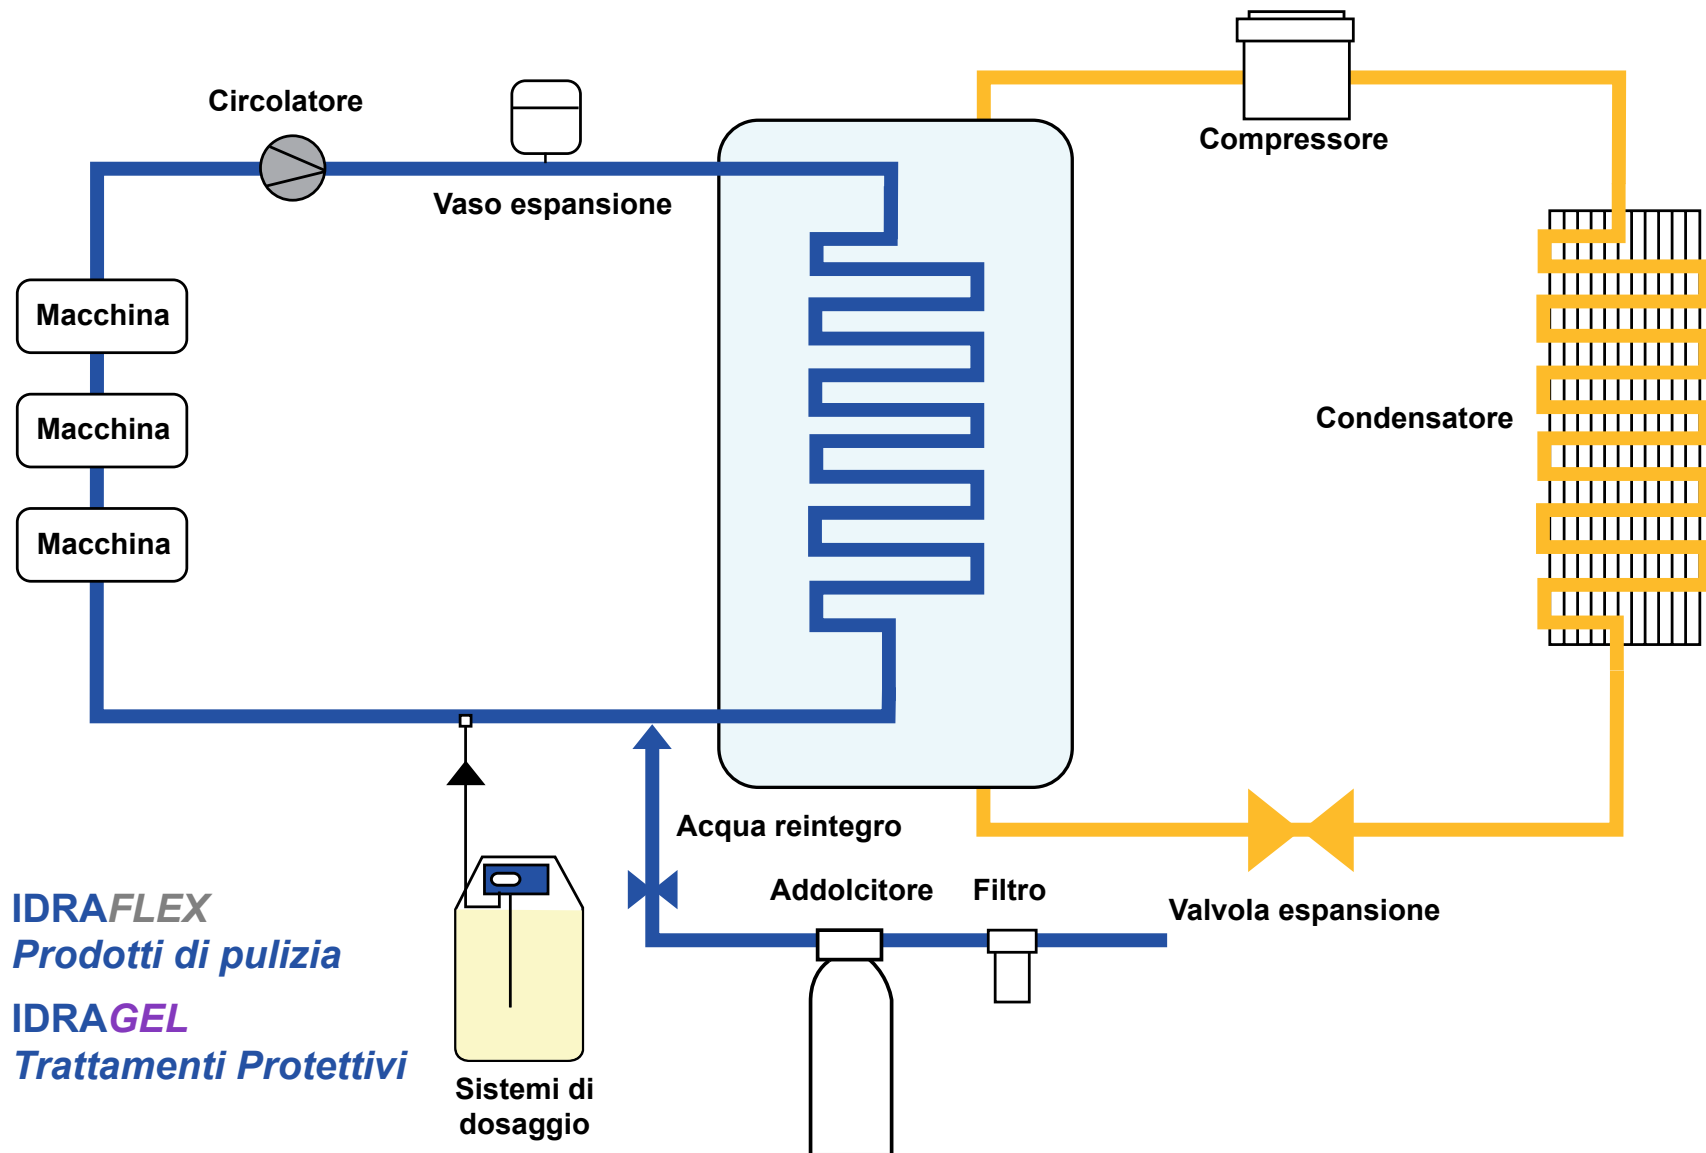 Circolatore
Vaso espansione
Compressore
Macchina
Macchina
Macchina
Condensatore
Acqua reintegro
Addolcitore
Filtro
Valvola espansione
IDRAFLEX
Prodotti di pulizia
IDRAGEL
Trattamenti Protettivi
Sistemi di
dosaggio